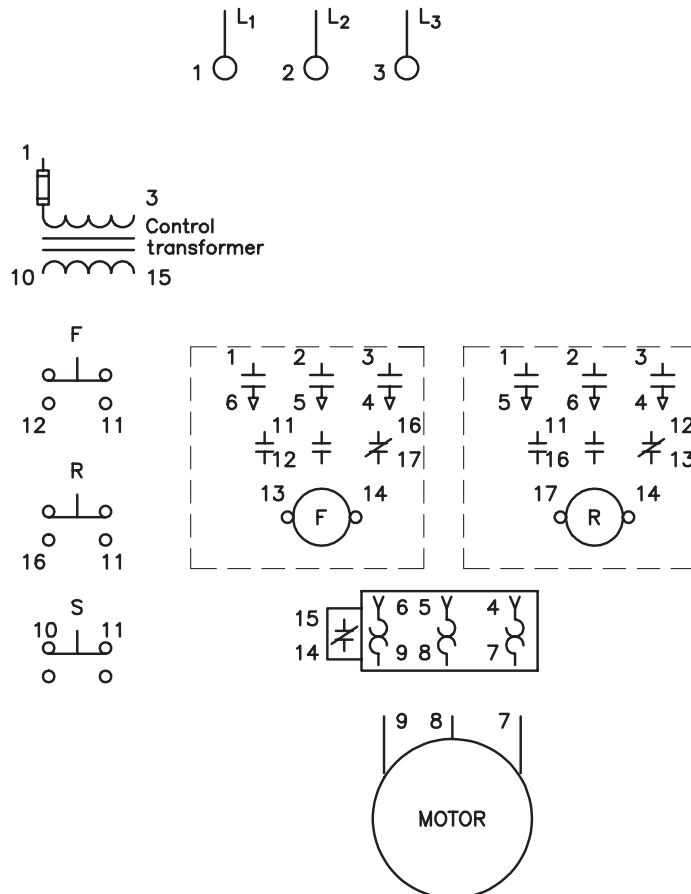 L1 L2 L3
1 2 3
1
3
Control
transformer
10 15
F
12 11
R
16 11
S
10 11
1 2 3
6 5 4
11 16
12 17
13 14
F
1 2 3
5 6 4
11 12
16 13
17 14
R
15 6 5 4
14 9 8 7
9 8 7
MOTOR